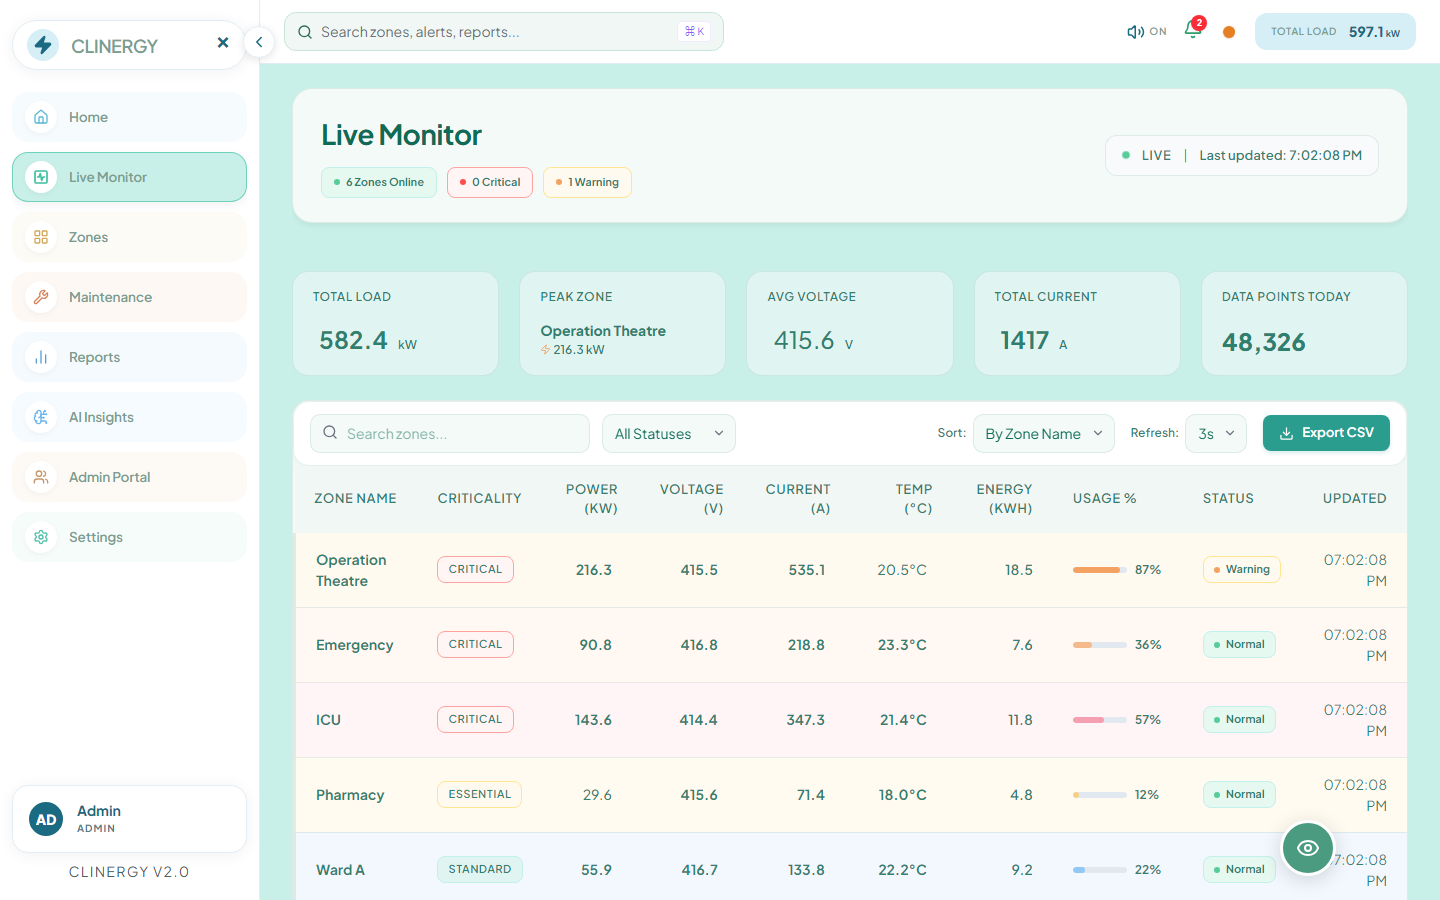 CLINERGY
Search zones, alerts, reports...
⌘K
ON
2
TOTAL LOAD 597.1 kW
Home
Live Monitor
Zones
Maintenance
Reports
AI Insights
Admin Portal
Settings
AD
Admin
ADMIN
CLINERGY V2.0
Live Monitor
6 Zones Online
0 Critical
1 Warning
LIVE | Last updated: 7:02:08 PM
TOTAL LOAD
582.4 kW
PEAK ZONE
Operation Theatre
216.3 kW
AVG VOLTAGE
415.6 V
TOTAL CURRENT
1417 A
DATA POINTS TODAY
48,326
Search zones...
All Statuses
Sort:
By Zone Name
Refresh:
3s
Export CSV
ZONE NAME
CRITICALITY
POWER
(KW)
VOLTAGE
(V)
CURRENT
(A)
TEMP
(°C)
ENERGY
(KWH)
USAGE %
STATUS
UPDATED
Operation
Theatre
CRITICAL
216.3
415.5
535.1
20.5°C
18.5
87%
Warning
07:02:08
PM
Emergency
CRITICAL
90.8
416.8
218.8
23.3°C
7.6
36%
Normal
07:02:08
PM
ICU
CRITICAL
143.6
414.4
347.3
21.4°C
11.8
57%
Normal
07:02:08
PM
Pharmacy
ESSENTIAL
29.6
415.6
71.4
18.0°C
4.8
12%
Normal
07:02:08
PM
Ward A
STANDARD
55.9
416.7
133.8
22.2°C
9.2
22%
Normal
7:02:08
PM